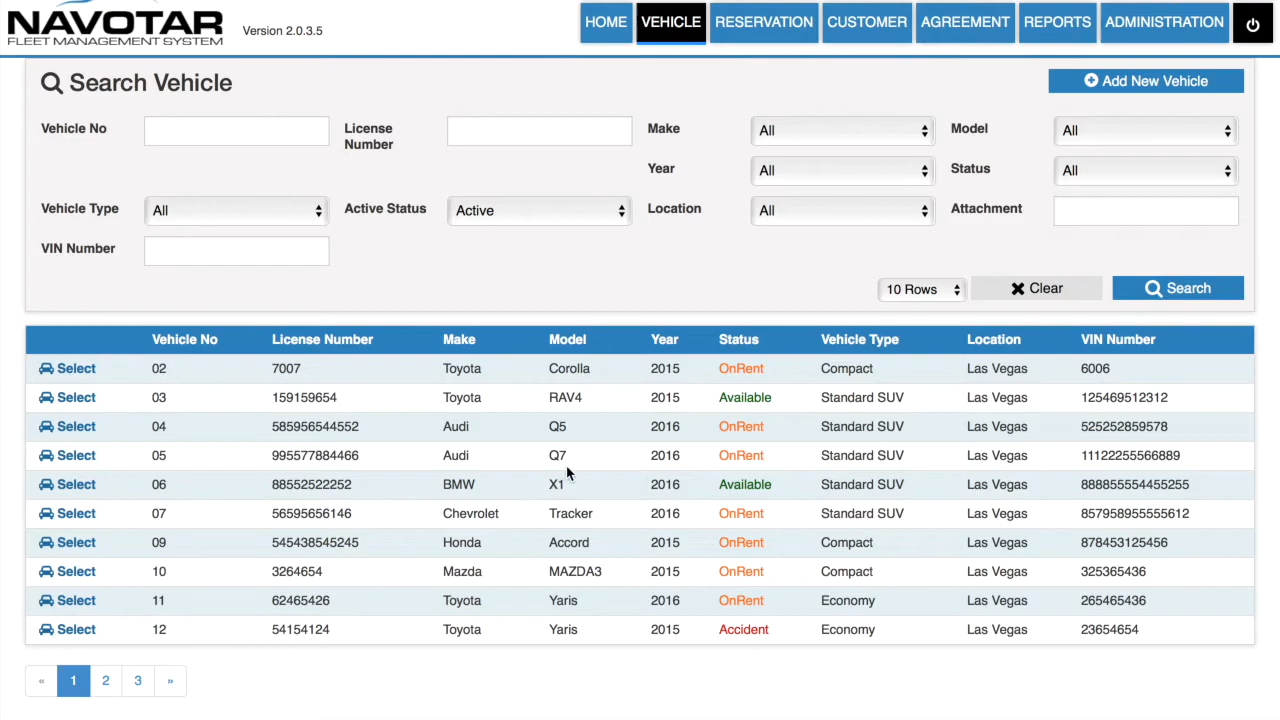 NAVOTAR
FLEET MANAGEMENT SYSTEM
Version 2.0.3.5
HOME VEHICLE RESERVATION CUSTOMER AGREEMENT REPORTS ADMINISTRATION
Search Vehicle
Add New Vehicle
Vehicle No License Number Make All Model All
Year All Status All
Vehicle Type All Active Status Active Location All Attachment
VIN Number
10 Rows Clear Search
Vehicle No License Number Make Model Year Status Vehicle Type Location VIN Number
Select 02 7007 Toyota Corolla 2015 OnRent Compact Las Vegas 6006
Select 03 159159654 Toyota RAV4 2015 Available Standard SUV Las Vegas 125469512312
Select 04 585956544552 Audi Q5 2016 OnRent Standard SUV Las Vegas 525252859578
Select 05 995577884466 Audi Q7 2016 OnRent Standard SUV Las Vegas 11122255566889
Select 06 88552522252 BMW X1 2016 Available Standard SUV Las Vegas 888855554455255
Select 07 56595656146 Chevrolet Tracker 2016 OnRent Standard SUV Las Vegas 857958955555612
Select 09 545438545245 Honda Accord 2015 OnRent Compact Las Vegas 878453125456
Select 10 3264654 Mazda MAZDA3 2015 OnRent Compact Las Vegas 325365436
Select 11 62465426 Toyota Yaris 2016 OnRent Economy Las Vegas 265465436
Select 12 54154124 Toyota Yaris 2015 Accident Economy Las Vegas 23654654
« 1 2 3 »